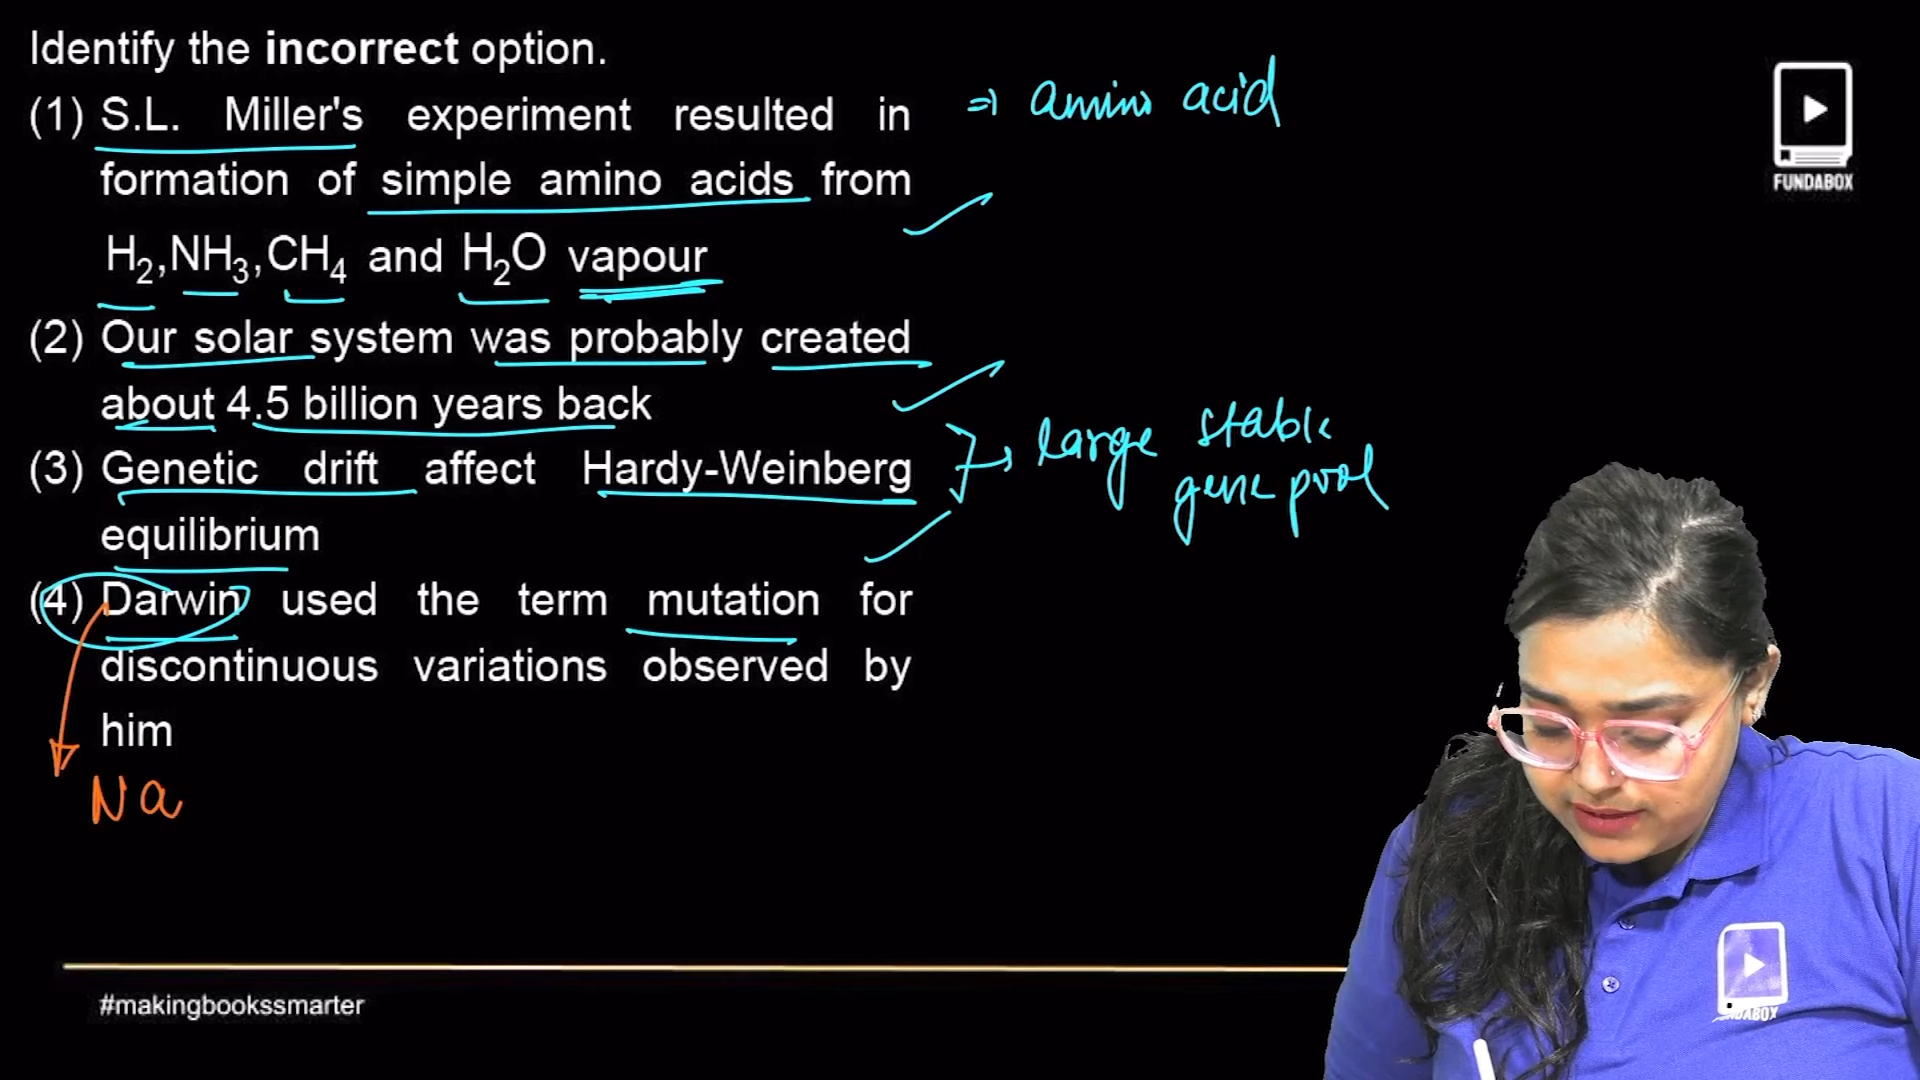 Identify the incorrect option.
(1) S.L. Miller's experiment resulted in
formation of simple amino acids from
H₂,NH₃,CH₄ and H₂O vapour
⇒ amino acid
(2) Our solar system was probably created
about 4.5 billion years back
(3) Genetic drift affect Hardy-Weinberg
equilibrium
→ large stable
gene pool
(4) Darwin used the term mutation for
discontinuous variations observed by
him
Na
FUNDABOX
#makingbookssmarter